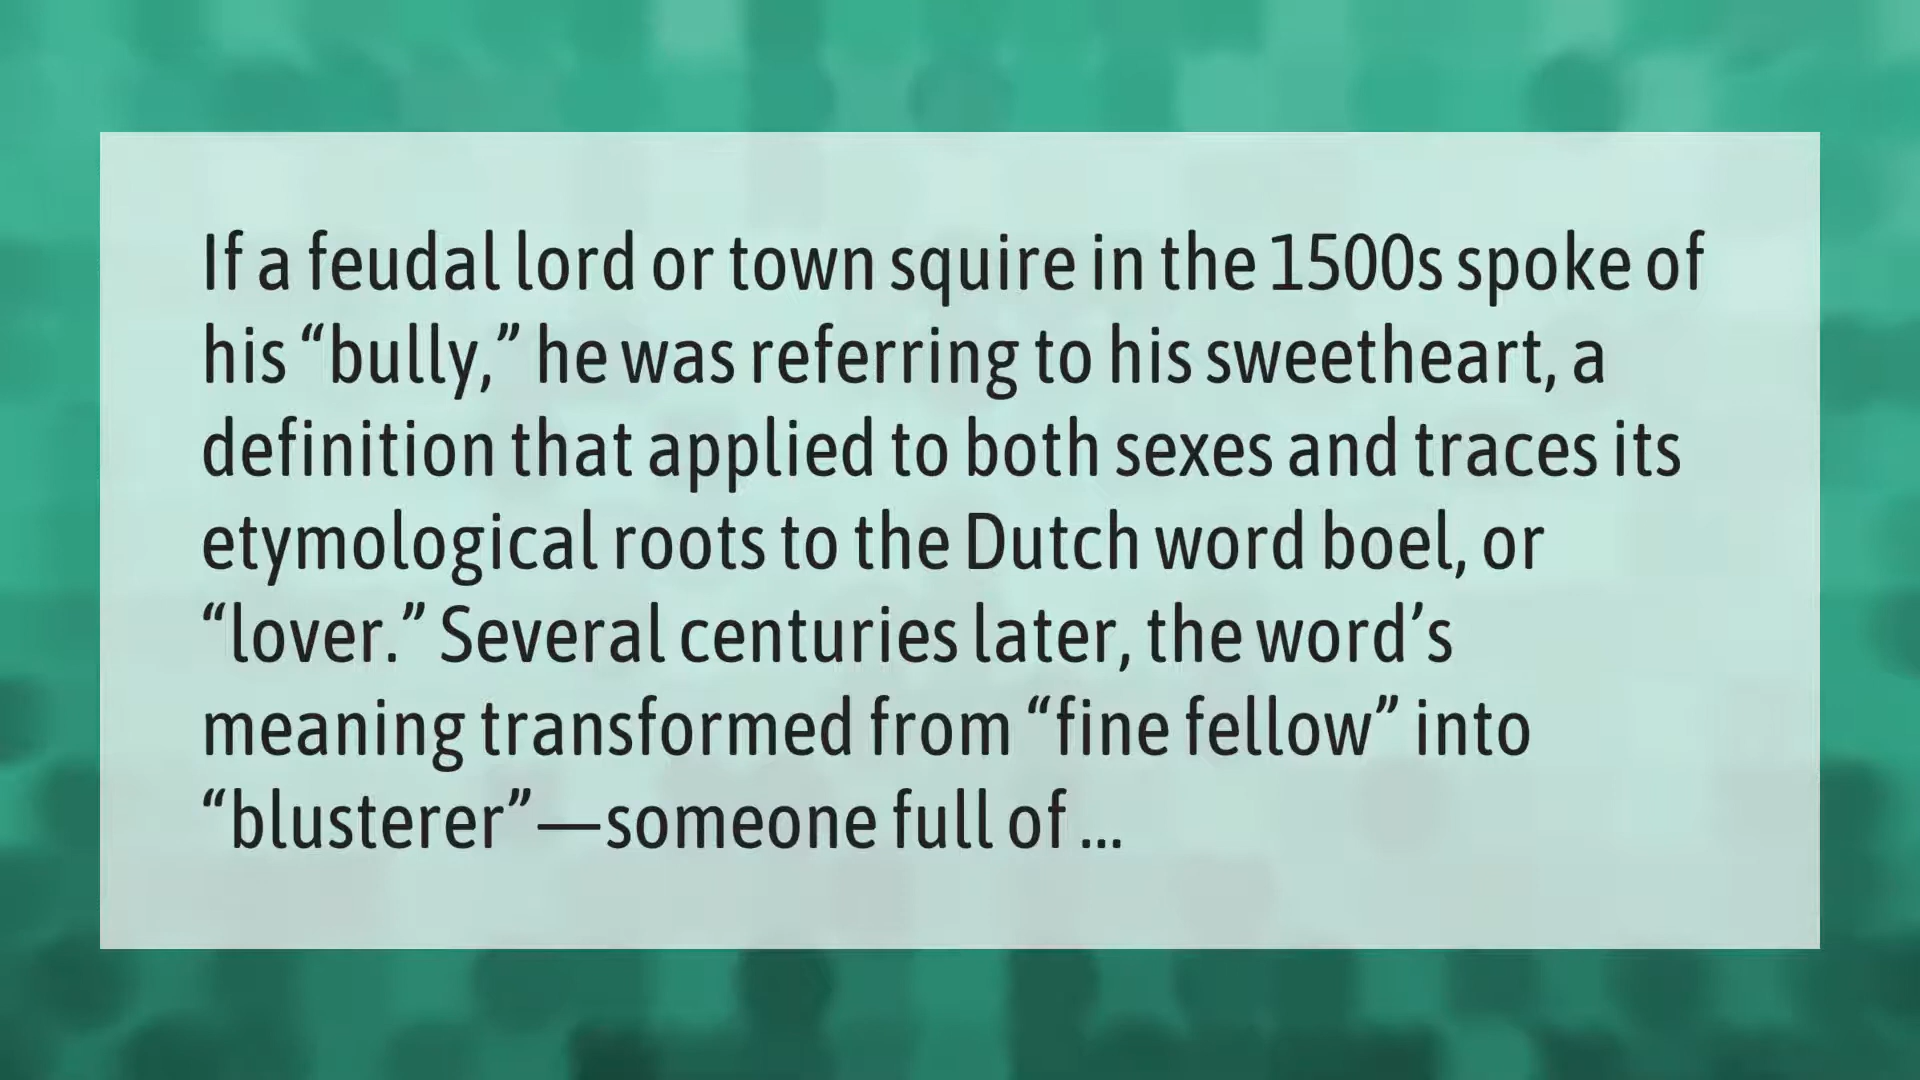 If a feudal lord or town squire in the 1500s spoke of
his “bully,” he was referring to his sweetheart, a
definition that applied to both sexes and traces its
etymological roots to the Dutch word boel, or
“lover.” Several centuries later, the word’s
meaning transformed from “fine fellow” into
“blusterer”—someone full of ...